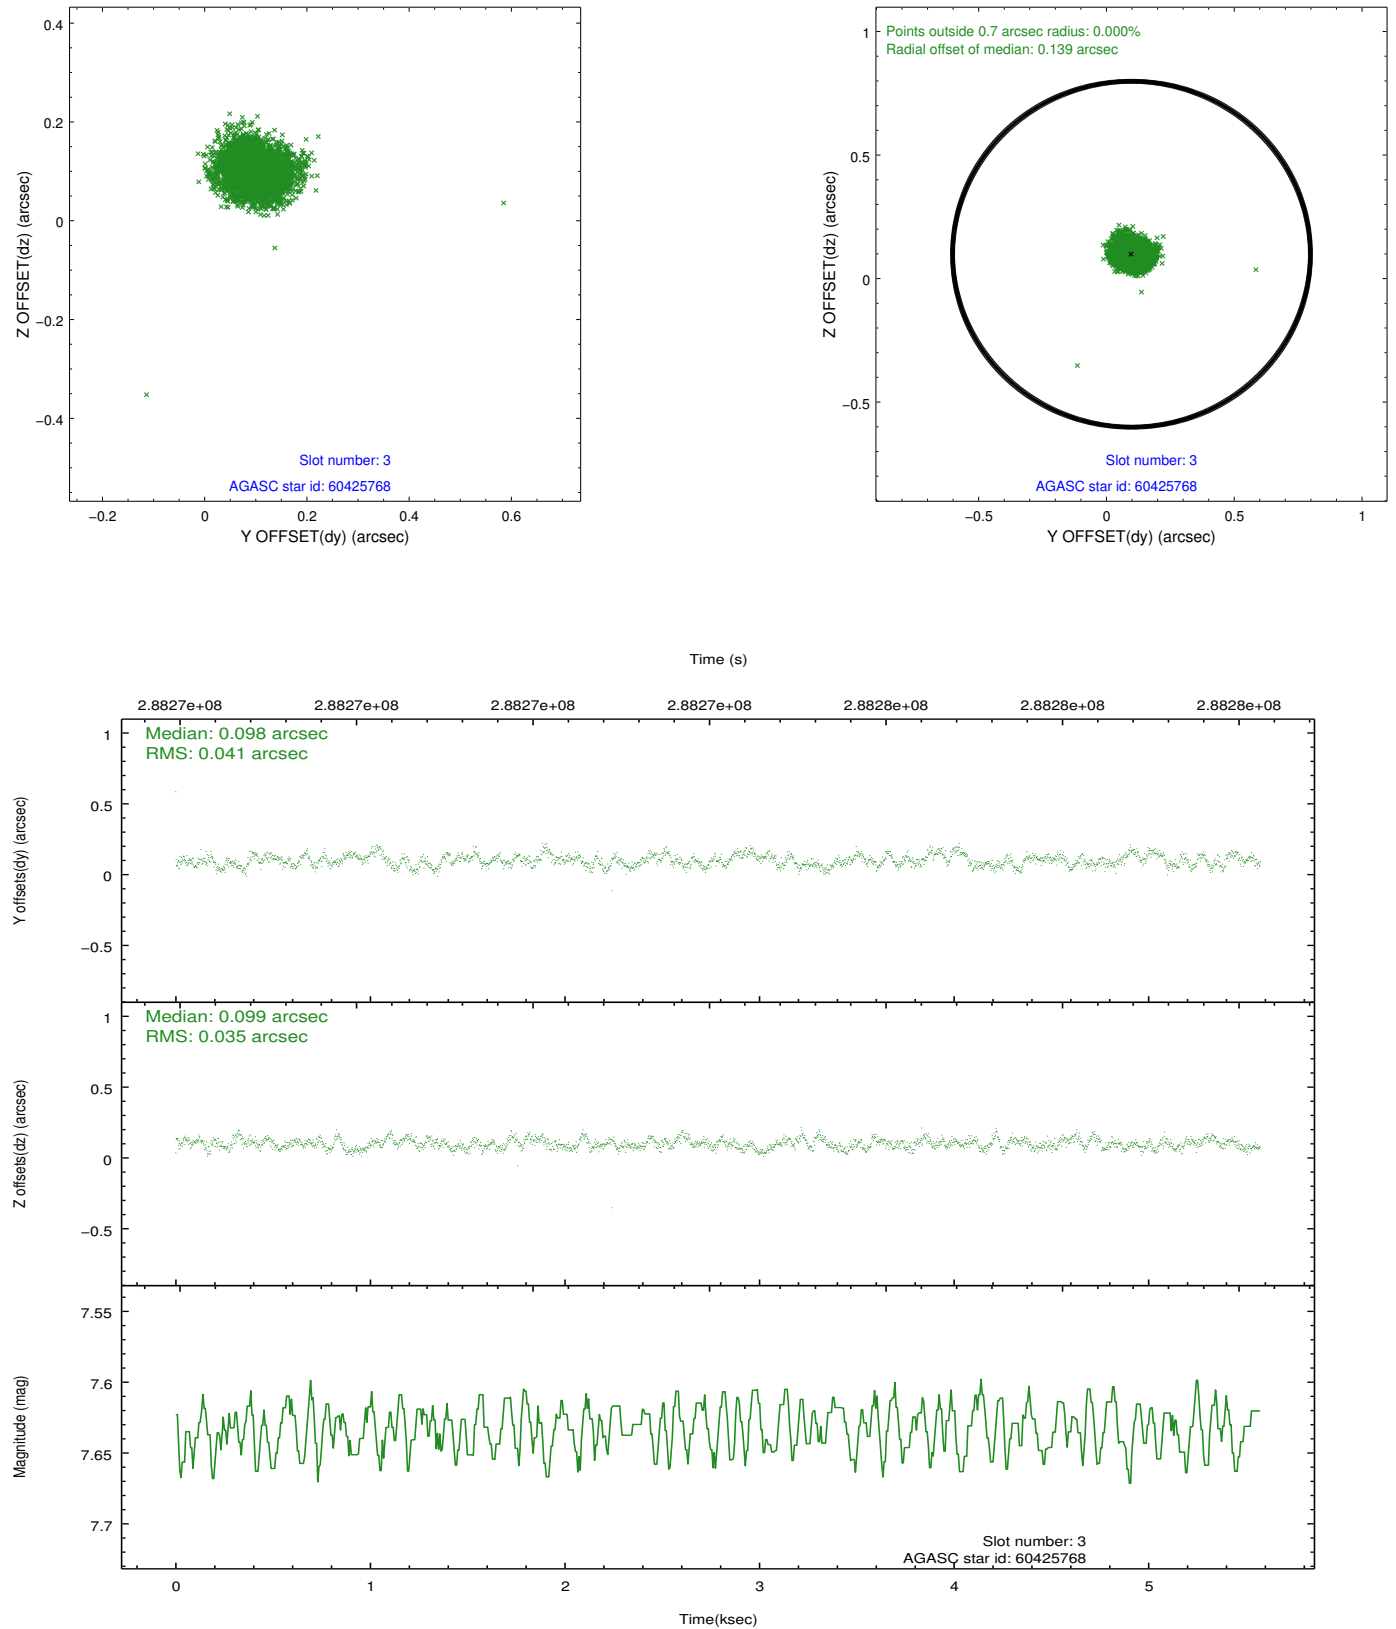 0.4
0.2
0
−0.2
−0.4
−0.2 0 0.2 0.4 0.6
Z OFFSET(dz) (arcsec)
Y OFFSET(dy) (arcsec)
Slot number: 3
AGASC star id: 60425768
Points outside 0.7 arcsec radius: 0.000%
Radial offset of median: 0.139 arcsec
1
0.5
0
−0.5
−0.5 0 0.5 1
Z OFFSET(dz) (arcsec)
Y OFFSET(dy) (arcsec)
Slot number: 3
AGASC star id: 60425768
Time (s)
2.8827e+08 2.8827e+08 2.8827e+08 2.8827e+08 2.8828e+08 2.8828e+08 2.8828e+08
Median: 0.098 arcsec
RMS: 0.041 arcsec
1
0.5
0
−0.5
Y offsets(dy) (arcsec)
Median: 0.099 arcsec
RMS: 0.035 arcsec
1
0.5
0
−0.5
Z offsets(dz) (arcsec)
7.55
7.6
7.65
7.7
Magnitude (mag)
Slot number: 3
AGASC star id: 60425768
0 1 2 3 4 5
Time(ksec)